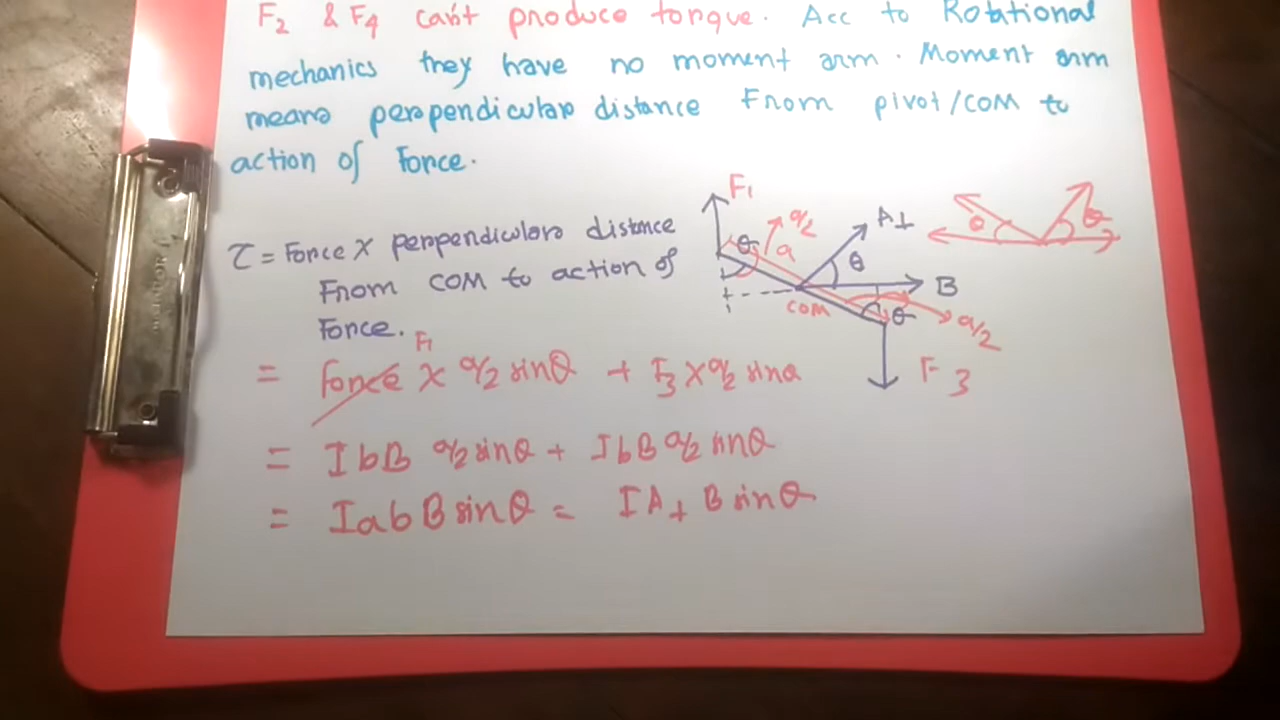 F₂ & F₄ can't produce torque. Acc to Rotational
mechanics they have no moment arm. Moment arm
means perpendicular distance From pivot/COM to
action of Force.
τ = Force X perpendicular distance
From COM to action of
Force.
F₁
= Force X a/2 sinθ + F₃ X a/2 sinθ
= IbB a/2 sinθ + IbB a/2 sinθ
= IabB sinθ = IA⊥ B sinθ
F₁
θ
a/2
a
A⊥
θ
B
COM
θ
a/2
F 3
θ
θ